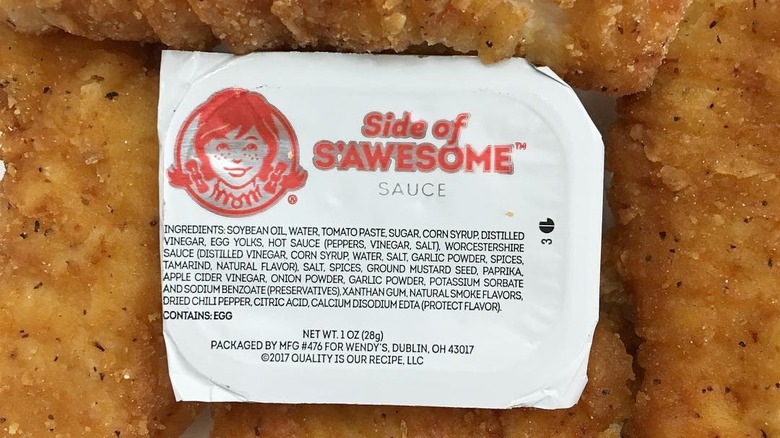 Side of
S'AWESOME™
SAUCE
®
INGREDIENTS: SOYBEAN OIL, WATER, TOMATO PASTE, SUGAR, CORN SYRUP, DISTILLED
VINEGAR, EGG YOLKS, HOT SAUCE (PEPPERS, VINEGAR, SALT), WORCESTERSHIRE
SAUCE (DISTILLED VINEGAR, CORN SYRUP, WATER, SALT, GARLIC POWDER, SPICES,
TAMARIND, NATURAL FLAVOR), SALT, SPICES, GROUND MUSTARD SEED, PAPRIKA,
APPLE CIDER VINEGAR, ONION POWDER, GARLIC POWDER, POTASSIUM SORBATE
AND SODIUM BENZOATE (PRESERVATIVES), XANTHAN GUM, NATURAL SMOKE FLAVORS,
DRIED CHILI PEPPER, CITRIC ACID, CALCIUM DISODIUM EDTA (PROTECT FLAVOR).
CONTAINS: EGG
3
NET WT. 1 OZ (28g)
PACKAGED BY MFG #476 FOR WENDY'S, DUBLIN, OH 43017
©2017 QUALITY IS OUR RECIPE, LLC